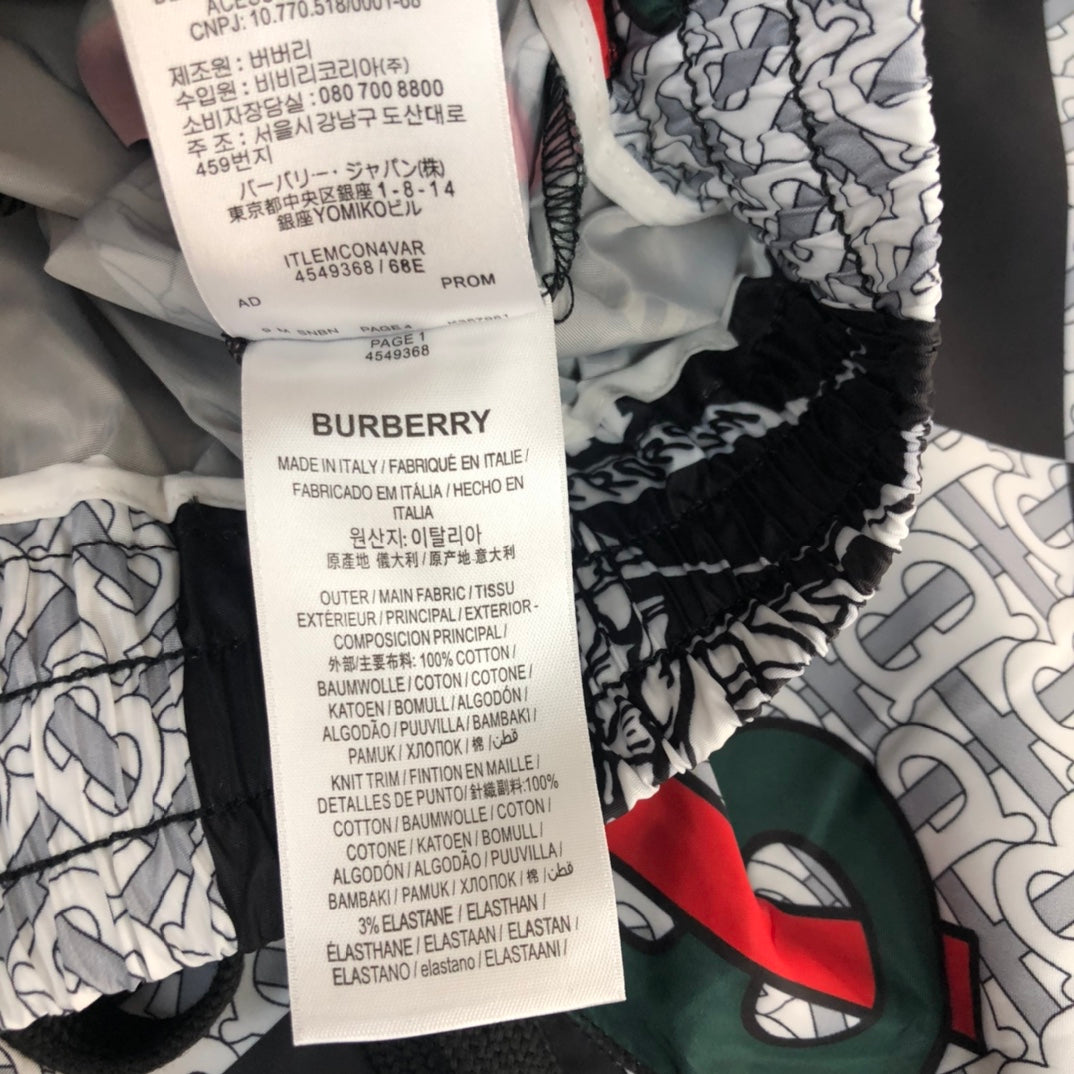 CNPJ: 10.770.518/0001-68
제조원 : 버버리
수입원 : 비비리코리아(주)
소비자장담실 : 080 700 8800
주 조 : 서울시 강남구 도산대로
459번지
バーバリー・ジャパン(株)
東京都中央区銀座 1 - 8 - 14
銀座YOMIKOビル
ITLEMCON4VAR
4549368 / 68E
AD PROM
S M SNBN PAGE 4
PAGE 1
4549368
BURBERRY
MADE IN ITALY / FABRIQUÉ EN ITALIE /
FABRICADO EM ITÁLIA / HECHO EN
ITALIA
원산지: 이탈리아
原產地 義大利 / 原产地 意大利
OUTER / MAIN FABRIC / TISSU
EXTÉRIEUR / PRINCIPAL / EXTERIOR -
COMPOSICION PRINCIPAL /
外部/主要布料: 100% COTTON /
BAUMWOLLE / COTON / COTONE /
KATOEN / BOMULL / ALGODÓN /
ALGODÃO / PUUVILLA / BAMBAKI /
PAMUK / ХЛОПОК / 棉 / قطن /
KNIT TRIM / FINTION EN MAILLE /
DETALLES DE PUNTO/ 針織副料:100%
COTTON / BAUMWOLLE / COTON /
COTONE / KATOEN / BOMULL /
ALGODÓN / ALGODÃO / PUUVILLA /
BAMBAKI / PAMUK / ХЛОПОК / 棉 / قطن /
3% ELASTANE / ELASTHAN /
ÉLASTHANE / ELASTAAN / ELASTAN /
ELASTANO / elastano / ELASTAANI /